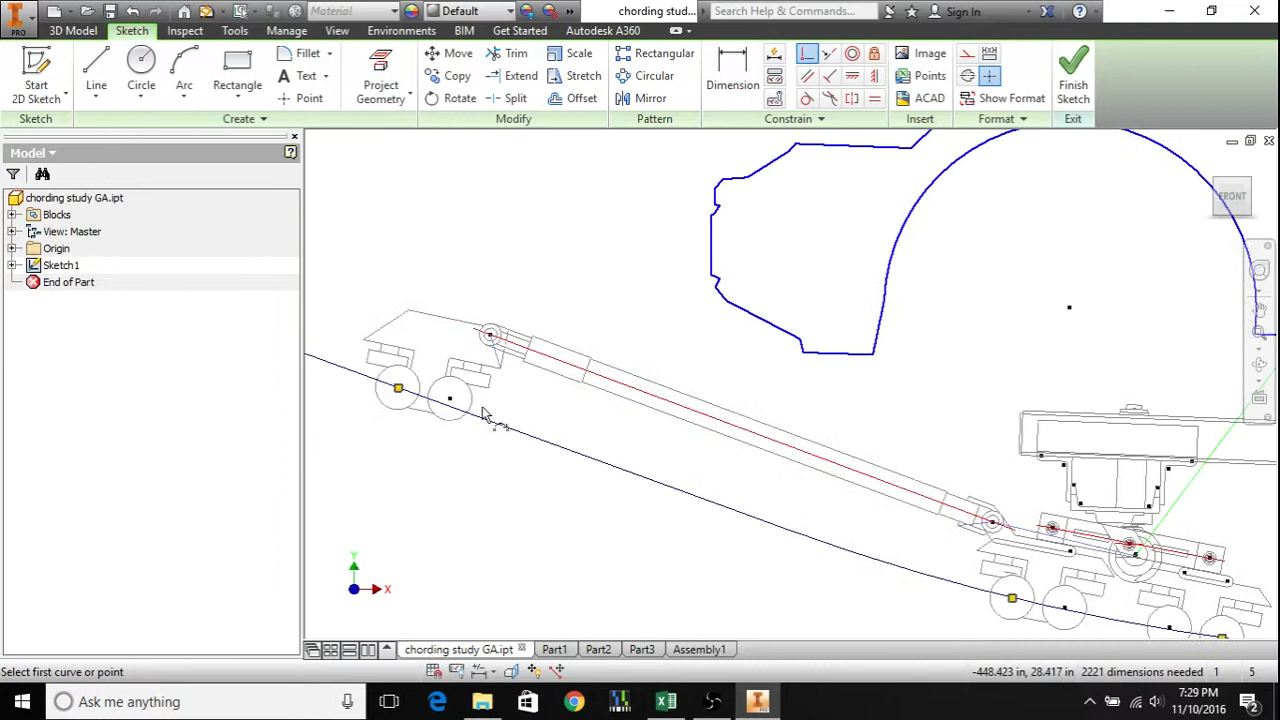 PRO
Material
Default
chording stud...
Search Help & Commands...
Sign In
3D Model
Sketch
Inspect
Tools
Manage
View
Environments
BIM
Get Started
Autodesk A360
Start
2D Sketch
Line
Circle
Arc
Rectangle
Fillet
Text
Point
Project
Geometry
Move
Copy
Rotate
Trim
Extend
Split
Scale
Stretch
Offset
Rectangular
Circular
Mirror
Dimension
Image
Points
ACAD
Show Format
Finish
Sketch
Sketch
Create
Modify
Pattern
Constrain
Insert
Format
Exit
Model
chording study GA.ipt
Blocks
View: Master
Origin
Sketch1
End of Part
FRONT
Y
X
chording study GA.ipt
Part1
Part2
Part3
Assembly1
Select first curve or point
-448.423 in, 28.417 in
2221 dimensions needed
1
5
Ask me anything
7:29 PM
11/10/2016
2